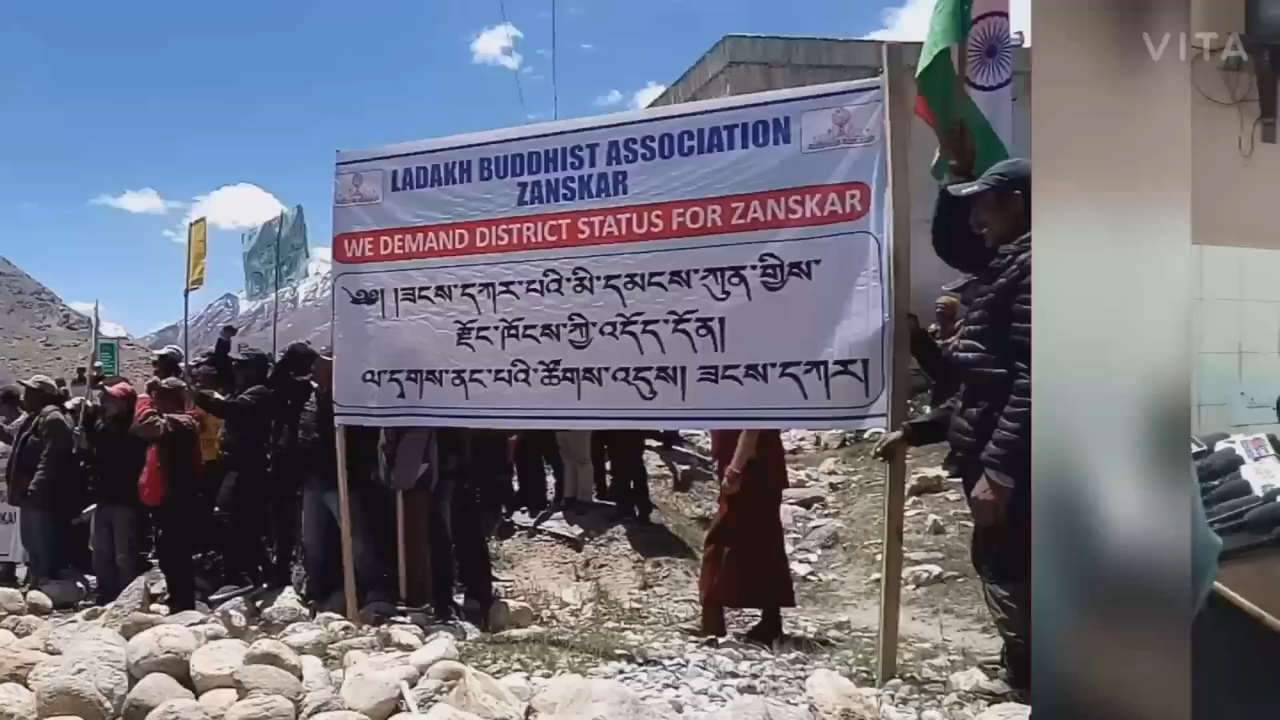 LADAKH BUDDHIST ASSOCIATION
ZANSKAR
WE DEMAND DISTRICT STATUS FOR ZANSKAR
༄༅། །ཟངས་དཀར་པའི་མི་དམངས་ཀུན་གྱིས་
རྫོང་ཁོངས་ཀྱི་འདོད་དོན།
ལ་དྭགས་ནང་པའི་ཚོགས་འདུས། ཟངས་དཀར།
VITA